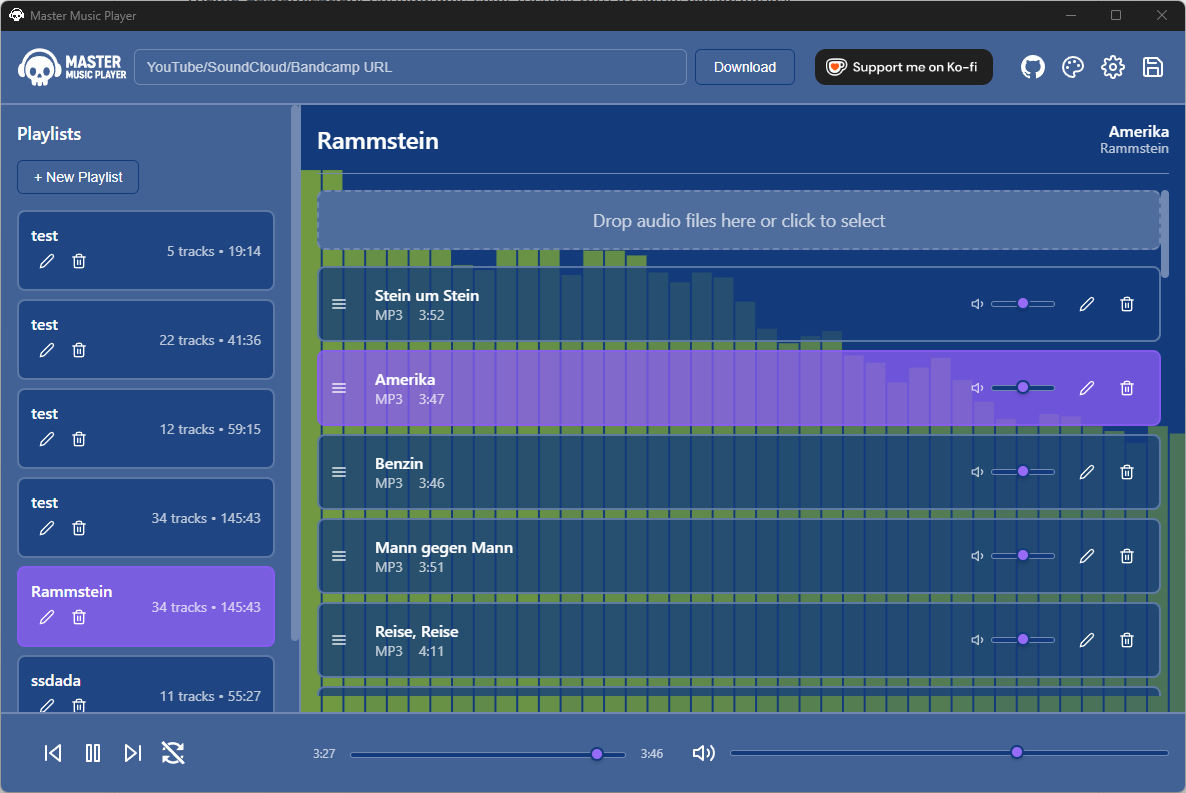 Master Music Player
MASTER
MUSIC PLAYER
YouTube/SoundCloud/Bandcamp URL
Download
Support me on Ko-fi
Playlists
+ New Playlist
test
5 tracks • 19:14
test
22 tracks • 41:36
test
12 tracks • 59:15
test
34 tracks • 145:43
Rammstein
34 tracks • 145:43
ssdada
11 tracks • 55:27
Rammstein
Amerika
Rammstein
Drop audio files here or click to select
Stein um Stein
MP3 3:52
Amerika
MP3 3:47
Benzin
MP3 3:46
Mann gegen Mann
MP3 3:51
Reise, Reise
MP3 4:11
3:27
3:46